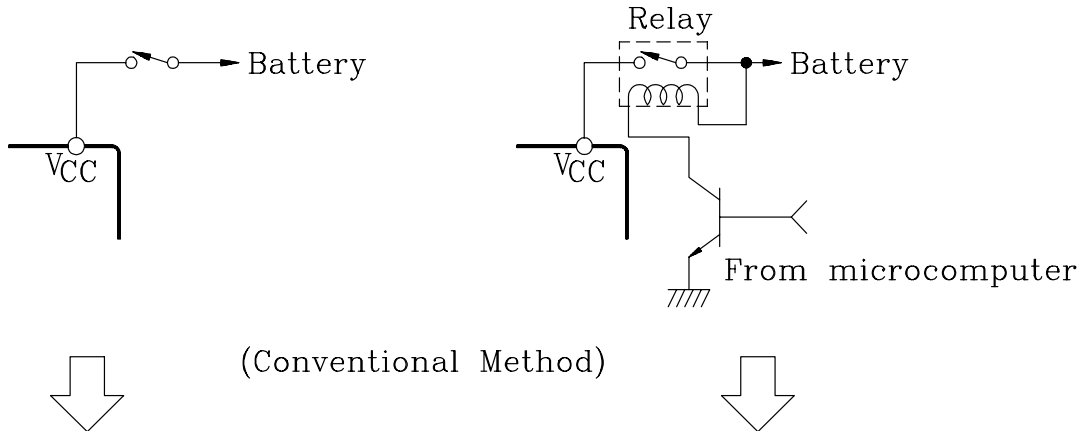 Relay
Battery
Battery
VCC
VCC
From microcomputer
(Conventional Method)